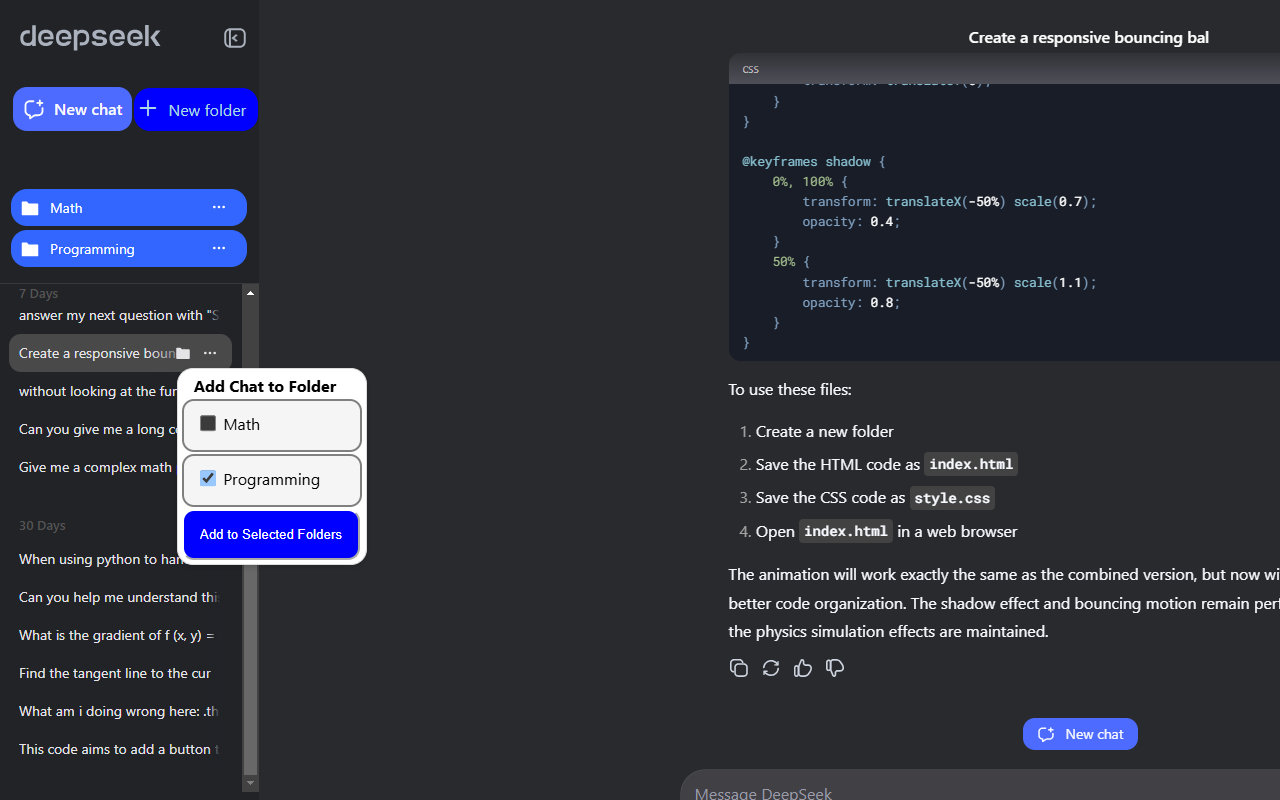 deepseek
New chat
New folder
Math
Programming
7 Days
answer my next question with "S
Create a responsive boun
without looking at the fur
Can you give me a long c
Give me a complex math
30 Days
When using python to han
Can you help me understand thi
What is the gradient of f (x, y) =
Find the tangent line to the cur
What am i doing wrong here: .th
This code aims to add a button t
Add Chat to Folder
Math
Programming
Add to Selected Folders
Create a responsive bouncing bal
css
}
}
@keyframes shadow {
0%, 100% {
transform: translateX(-50%) scale(0.7);
opacity: 0.4;
}
50% {
transform: translateX(-50%) scale(1.1);
opacity: 0.8;
}
}
To use these files:
1. Create a new folder
2. Save the HTML code as index.html
3. Save the CSS code as style.css
4. Open index.html in a web browser
The animation will work exactly the same as the combined version, but now wi
better code organization. The shadow effect and bouncing motion remain perf
the physics simulation effects are maintained.
New chat
Message DeepSeek